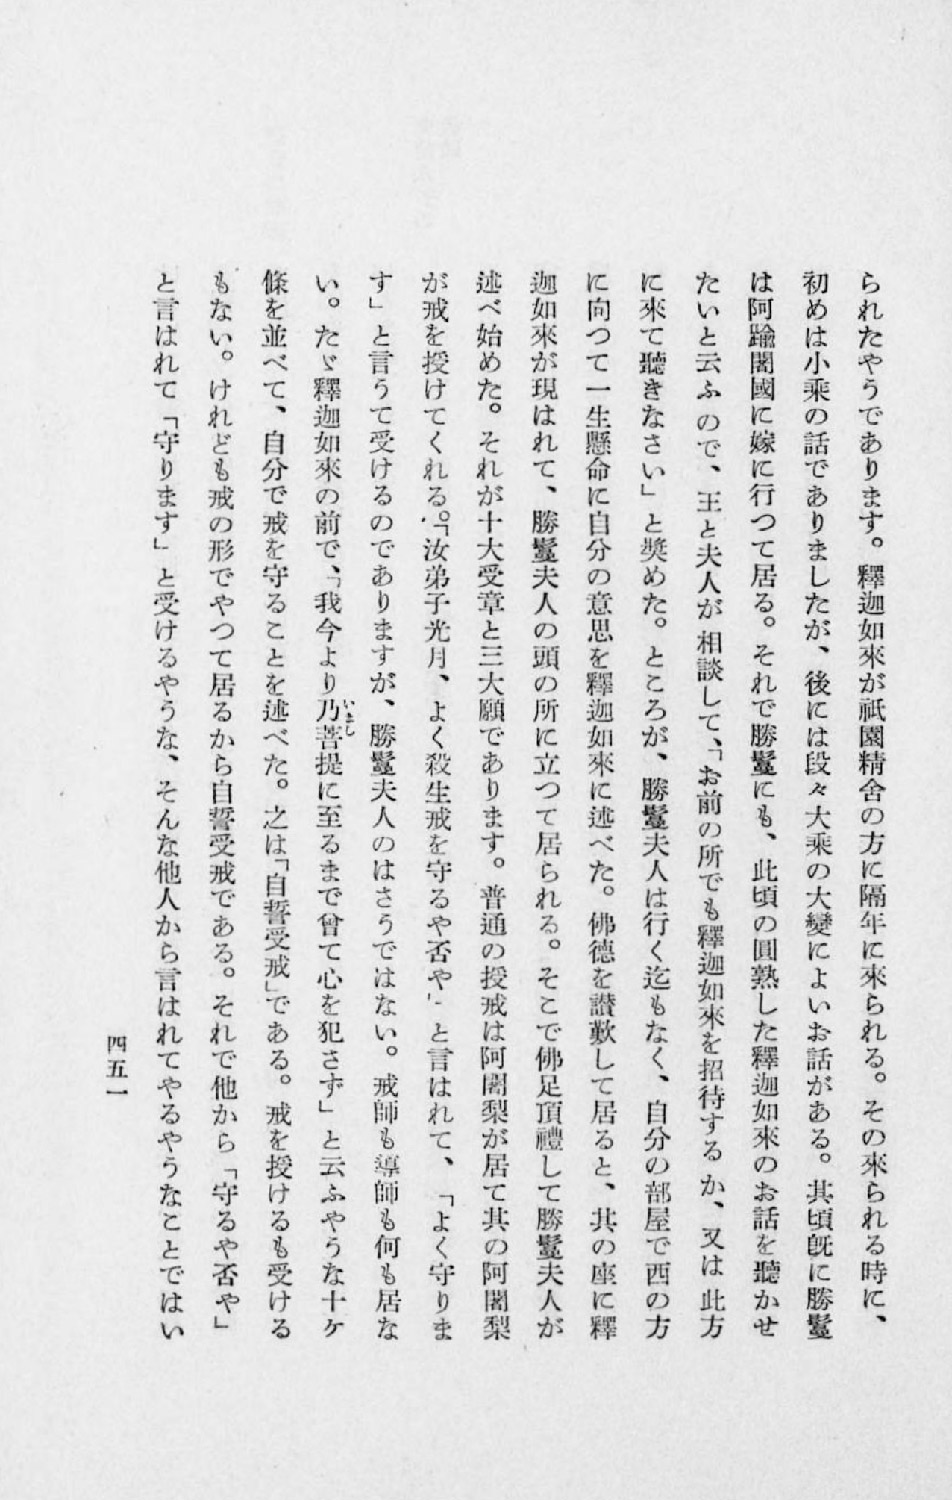 られたやうであります。釋迦如來が祇園精舍の方に隔年に來られる。その來られる時に、
初めは小乘の話でありましたが、後には段々大乘の大變によいお話がある。其頃旣に勝鬘
は阿踰闍國に嫁に行つて居る。それで勝鬘にも、此頃の圓熟した釋迦如來のお話を聽かせ
たいと云ふので、王と夫人が相談して、「お前の所でも釋迦如來を招待するか、又は此方
に來て聽きなさい」と奬めた。ところが、勝鬘夫人は行く迄もなく、自分の部屋で西の方
に向つて一生懸命に自分の意思を釋迦如來に述べた。佛德を讃歎して居ると、其の座に釋
迦如來が現はれて、勝鬘夫人の頭の所に立つて居られる。そこで佛足頂禮して勝鬘夫人が
述べ始めた。それが十大受章と三大願であります。普通の授戒は阿闍梨が居て其の阿闍梨
が戒を授けてくれる。「汝弟子光月、よく殺生戒を守るや否や」と言はれて、「よく守りま
す」と言うて受けるのでありますが、勝鬘夫人のはさうではない。戒師も導師も何も居な
い。たゞ釋迦如來の前で、「我今より乃菩提に至るまで曾て心を犯さず」と云ふやうな十ケ
條を並べて、自分で戒を守ることを述べた。之は「自誓受戒」である。戒を授けるも受ける
もない。けれども戒の形でやつて居るから自誓受戒である。それで他から「守るや否や」
と言はれて「守ります」と受けるやうな、そんな他人から言はれてやるやうなことではい
四五一